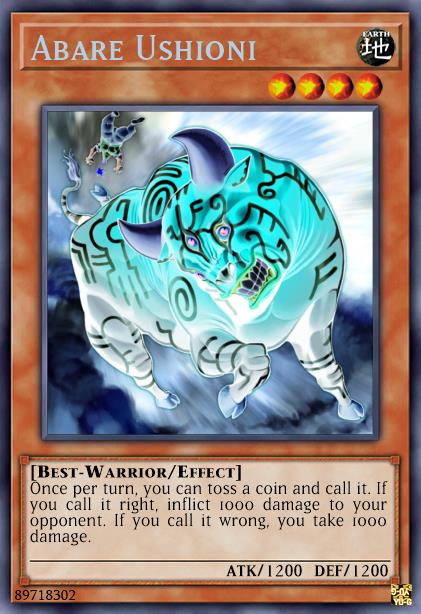 ABARE USHIONI
EARTH
地
[BEST-WARRIOR/EFFECT]
Once per turn, you can toss a coin and call it. If
you call it right, inflict 1000 damage to your
opponent. If you call it wrong, you take 1000
damage.
ATK/1200 DEF/1200
89718302